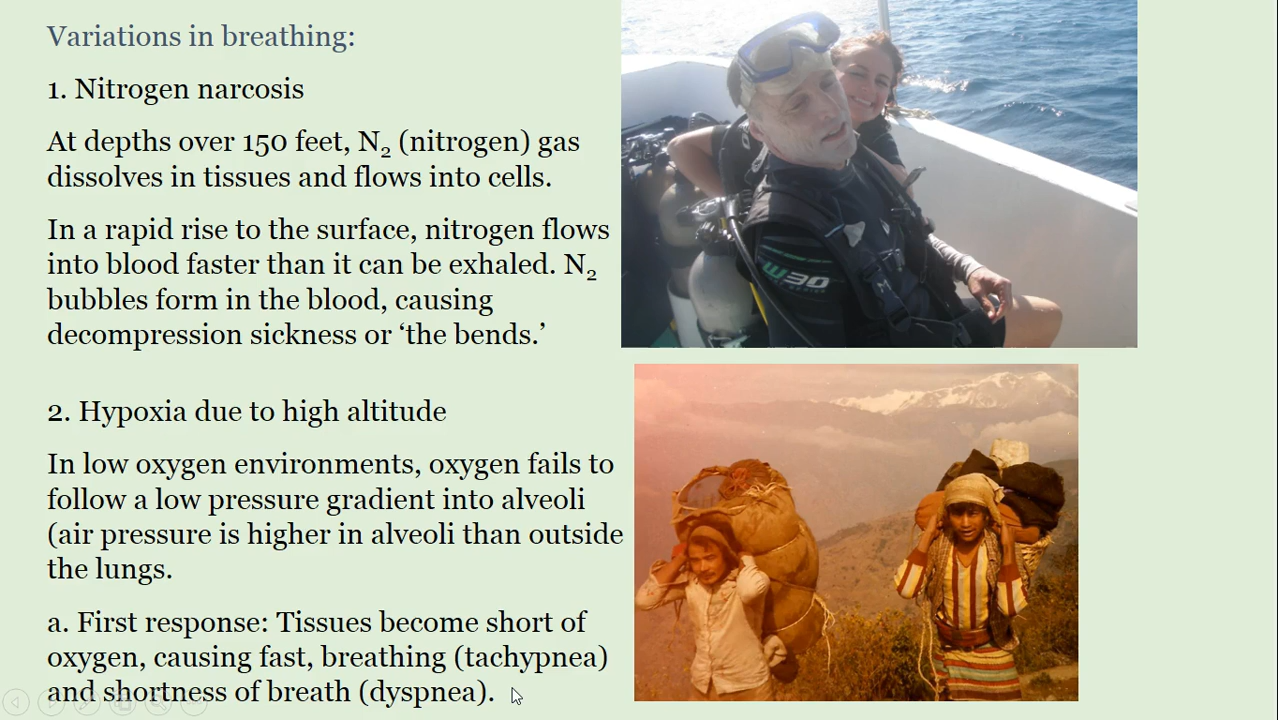 Variations in breathing:
1. Nitrogen narcosis
At depths over 150 feet, N₂ (nitrogen) gas
dissolves in tissues and flows into cells.
In a rapid rise to the surface, nitrogen flows
into blood faster than it can be exhaled. N₂
bubbles form in the blood, causing
decompression sickness or ‘the bends.’
2. Hypoxia due to high altitude
In low oxygen environments, oxygen fails to
follow a low pressure gradient into alveoli
(air pressure is higher in alveoli than outside
the lungs.
a. First response: Tissues become short of
oxygen, causing fast, breathing (tachypnea)
and shortness of breath (dyspnea).
W30